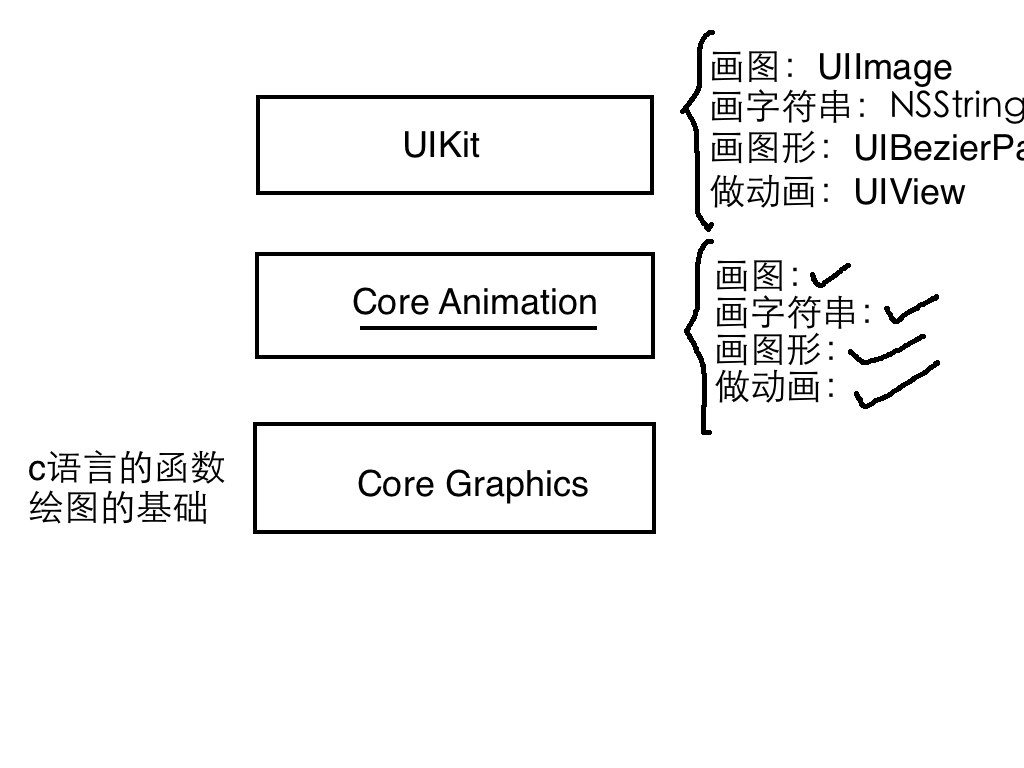 UIKit
画图：UIImage
画字符串：NSString
画图形：UIBezierPa
做动画：UIView
Core Animation
画图：
画字符串：
画图形：
做动画：
c语言的函数
绘图的基础
Core Graphics